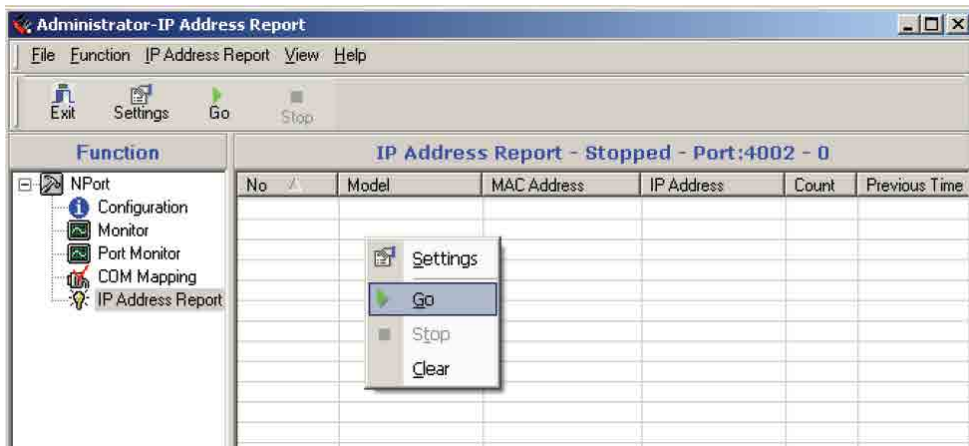 Administrator-IP Address Report
File Function IP Address Report View Help
Exit Settings Go Stop
Function
IP Address Report - Stopped - Port:4002 - 0
NPort
Configuration
Monitor
Port Monitor
COM Mapping
IP Address Report
No Model MAC Address IP Address Count Previous Time
Settings
Go
Stop
Clear